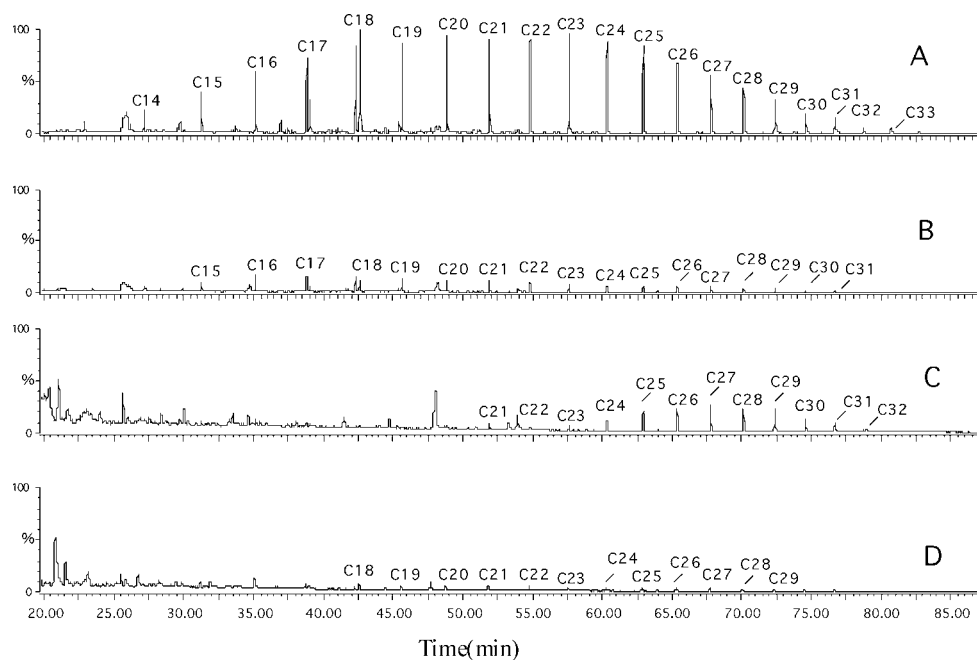 100
%
0
C14 C15 C16 C17 C18 C19 C20 C21 C22 C23 C24 C25 C26 C27 C28 C29 C30 C31 C32 C33
A
100
%
0
C15 C16 C17 C18 C19 C20 C21 C22 C23 C24 C25 C26 C27 C28 C29 C30 C31
B
100
%
0
C21 C22 C23 C24 C25 C26 C27 C28 C29 C30 C31 C32
C
100
%
0
C18 C19 C20 C21 C22 C23 C24 C25 C26 C27 C28 C29
D
20.00 25.00 30.00 35.00 40.00 45.00 50.00 55.00 60.00 65.00 70.00 75.00 80.00 85.00
Time(min)